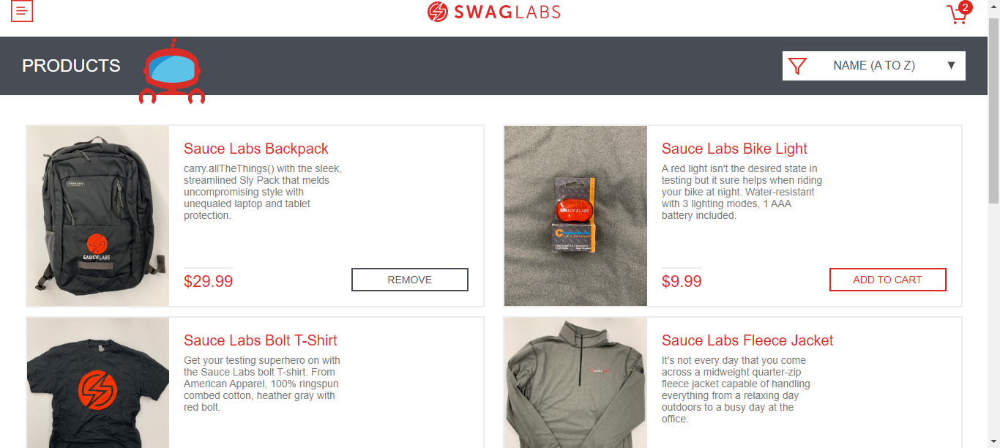 SWAGLABS
2
PRODUCTS
NAME (A TO Z)
Sauce Labs Backpack
carry.allTheThings() with the sleek,
streamlined Sly Pack that melds
uncompromising style with
unequaled laptop and tablet
protection.
$29.99
REMOVE
SAUCELABS
Sauce Labs Bike Light
A red light isn't the desired state in
testing but it sure helps when riding
your bike at night. Water-resistant
with 3 lighting modes, 1 AAA
battery included.
$9.99
ADD TO CART
SAUCELABS
Sauce Labs Bolt T-Shirt
Get your testing superhero on with
the Sauce Labs bolt T-shirt. From
American Apparel, 100% ringspun
combed cotton, heather gray with
red bolt.
Sauce Labs Fleece Jacket
It's not every day that you come
across a midweight quarter-zip
fleece jacket capable of handling
everything from a relaxing day
outdoors to a busy day at the
office.